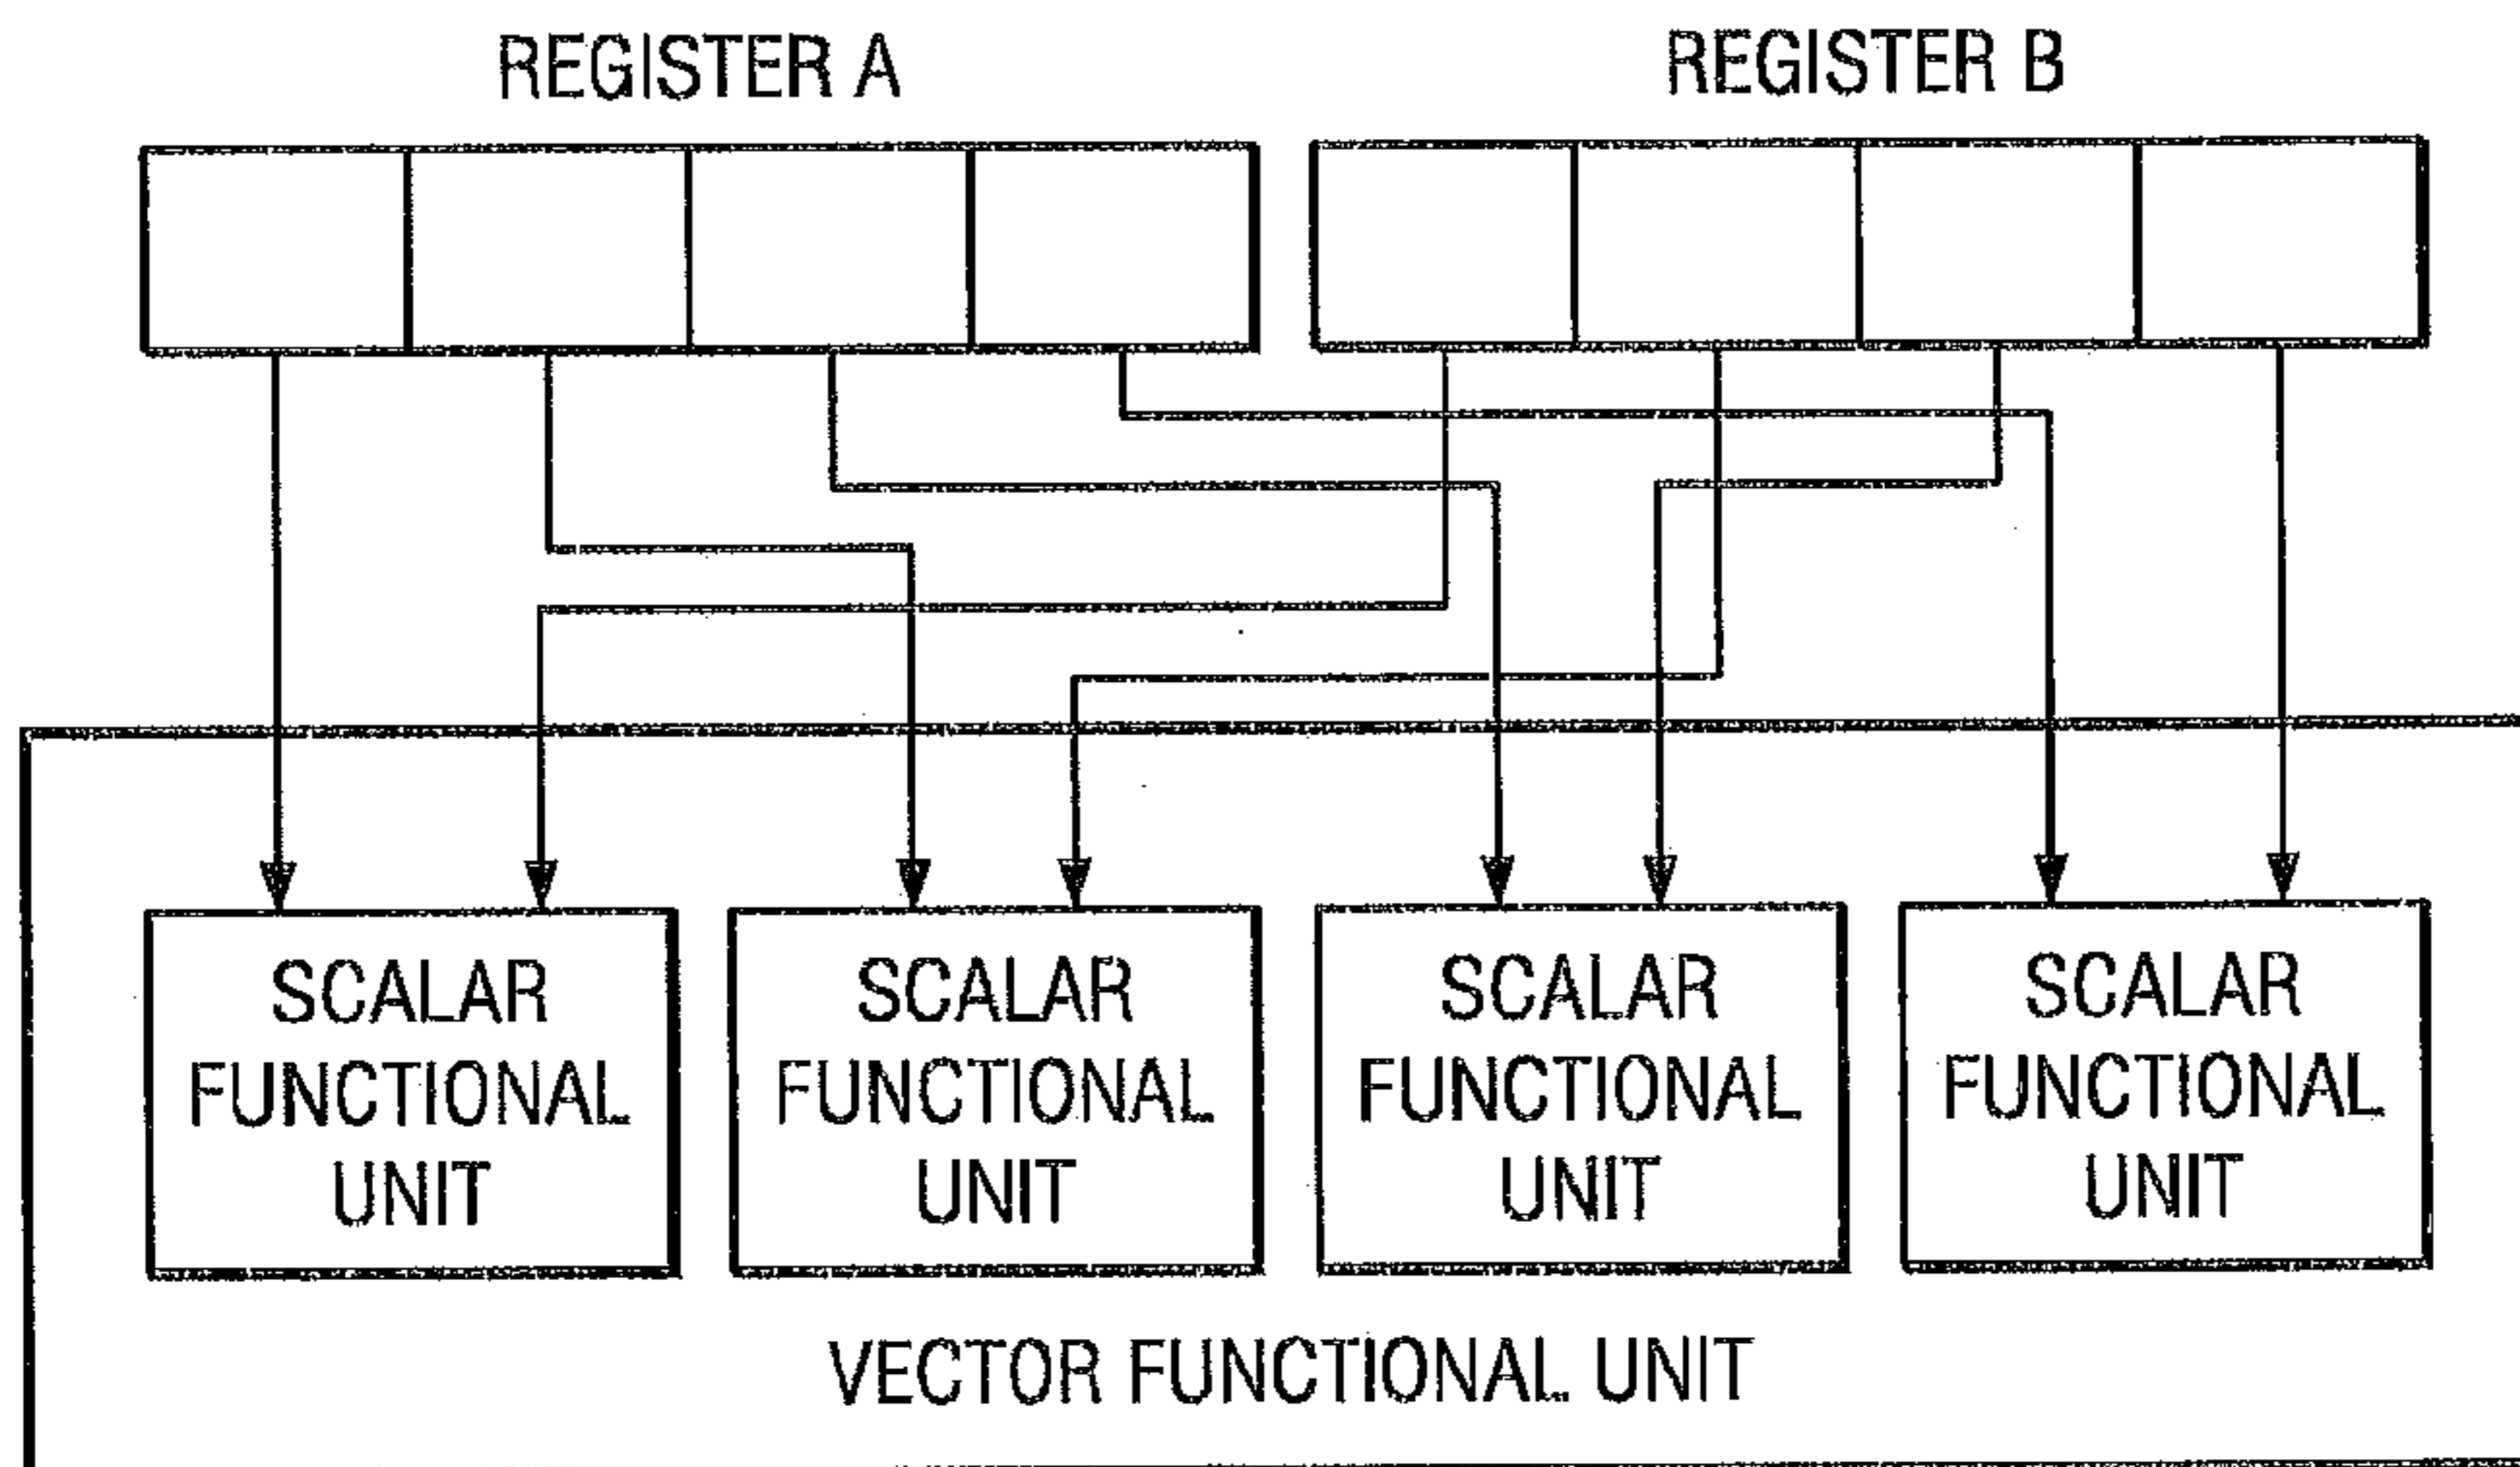 REGISTER A
REGISTER B
SCALAR
FUNCTIONAL
UNIT
SCALAR
FUNCTIONAL
UNIT
SCALAR
FUNCTIONAL
UNIT
SCALAR
FUNCTIONAL
UNIT
VECTOR FUNCTIONAL UNIT